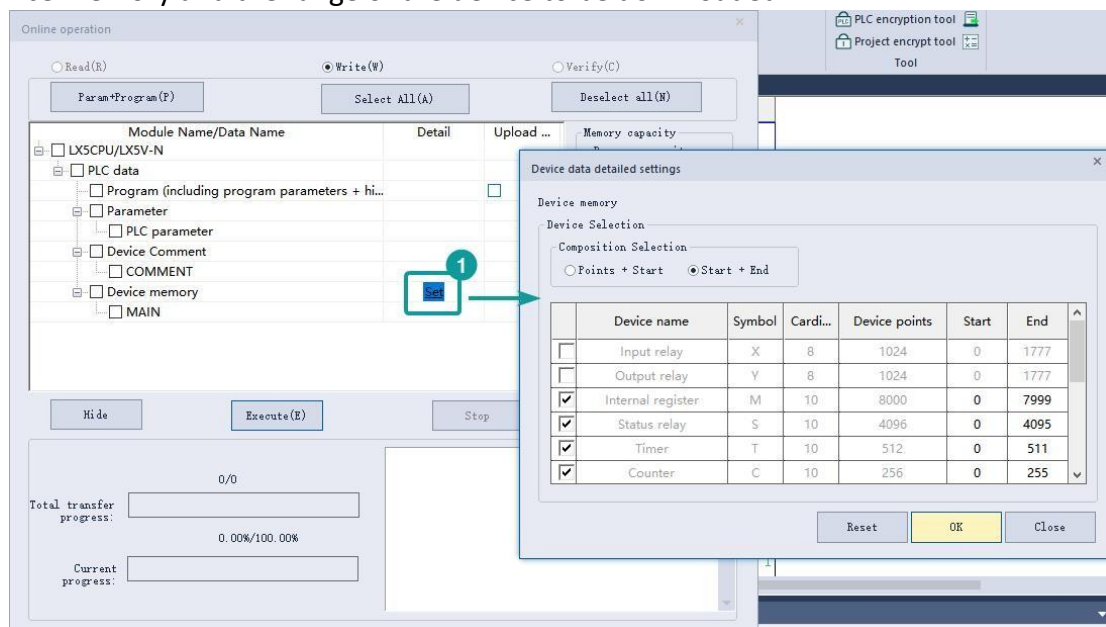 Online operation
PLC encryption tool
Project encrypt tool
Tool
Read(R)
Write(W)
Verify(C)
Param+Program(P)
Select All(A)
Deselect all(N)
Module Name/Data Name Detail Upload ...
Memory capacity
LX5CPU/LX5V-N
PLC data
Program (including program parameters + hi...
Parameter
PLC parameter
Device Comment
COMMENT
Device memory Set
MAIN
1
Device data detailed settings
Device memory
Device Selection
Composition Selection
Points + Start Start + End
Device name Symbol Cardi... Device points Start End
Input relay X 8 1024 0 1777
Output relay Y 8 1024 0 1777
Internal register M 10 8000 0 7999
Status relay S 10 4096 0 4095
Timer T 10 512 0 511
Counter C 10 256 0 255
Reset OK Close
Hide Execute(E) Stop
0/0
Total transfer
progress:
0.00%/100.00%
Current
progress:
1